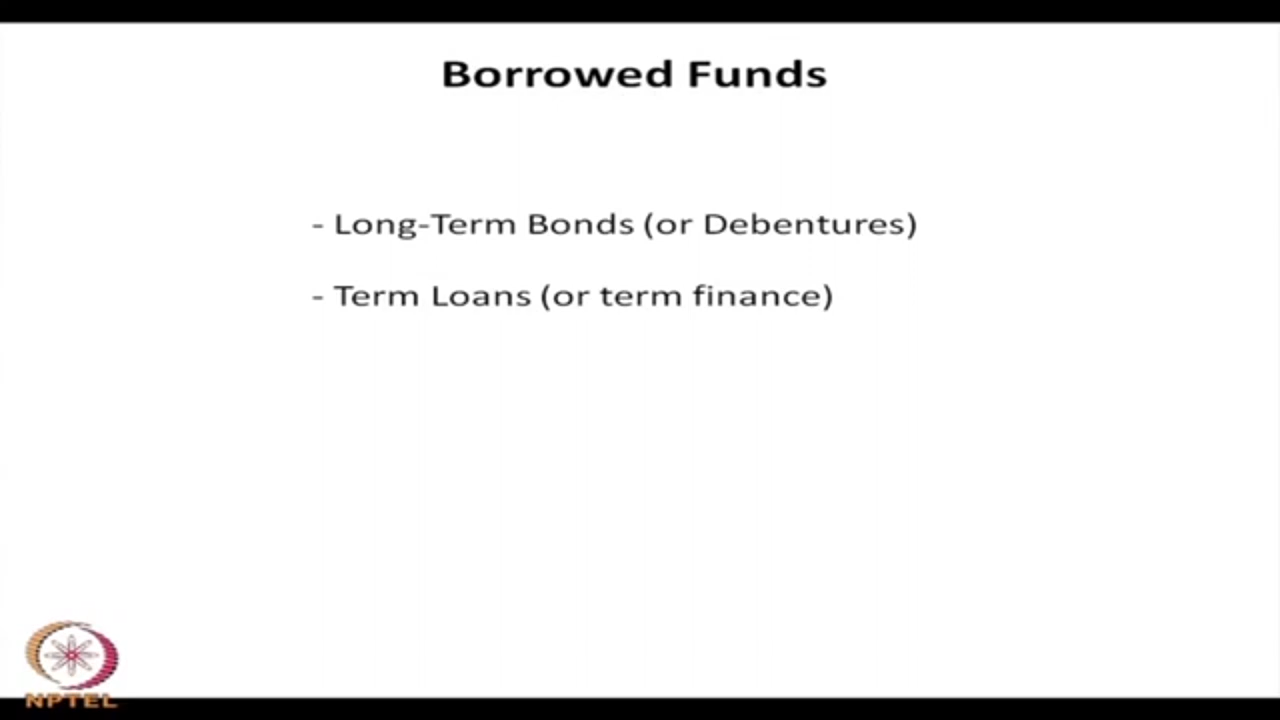 Borrowed Funds
- Long-Term Bonds (or Debentures)
- Term Loans (or term finance)
NPTEL